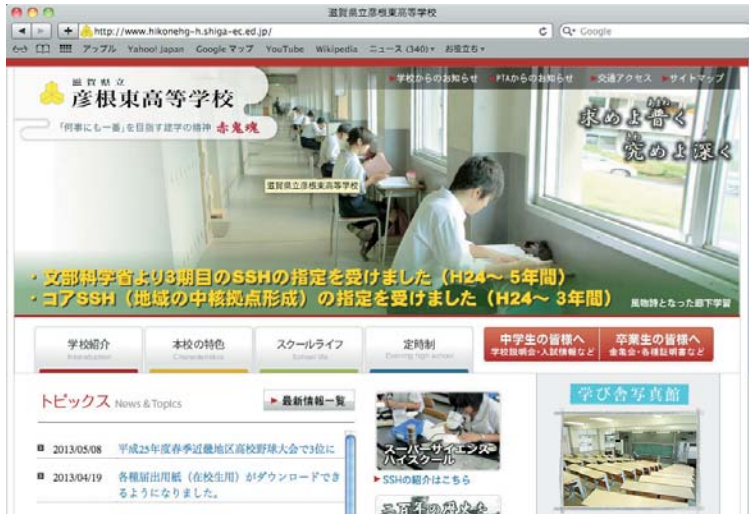 滋賀県立彦根東高等学校
http://www.hikonehg-h.shiga-ec.ed.jp/
Google
アップル Yahoo! Japan Google マップ YouTube Wikipedia ニュース (340) お役立ち
滋賀県立
彦根東高等学校
「何事にも一番」を目指す建学の精神 赤鬼魂
学校からのお知らせ PTAからのお知らせ 交通アクセス サイトマップ
求めよ普く
究めよ深く
滋賀県立彦根東高等学校
・文部科学省より3期目のSSHの指定を受けました（H24～ 5年間）
・コアSSH（地域の中核拠点形成）の指定を受けました（H24～ 3年間）
風物詩となった廊下学習
学校紹介
Introduction
本校の特色
Characteristics
スクールライフ
School life
定時制
Evening high school
中学生の皆様へ
学校説明会・入試情報など
卒業生の皆様へ
金亀会・各種証明書など
トピックス News & Topics
最新情報一覧
2013/05/08 平成25年度春季近畿地区高校野球大会で3位に
2013/04/19 各種届出用紙（在校生用）がダウンロードでき
るようになりました。
スーパーサイエンス
ハイスクール
SSHの紹介はこちら
二百年の歴史を
学び舎写真館